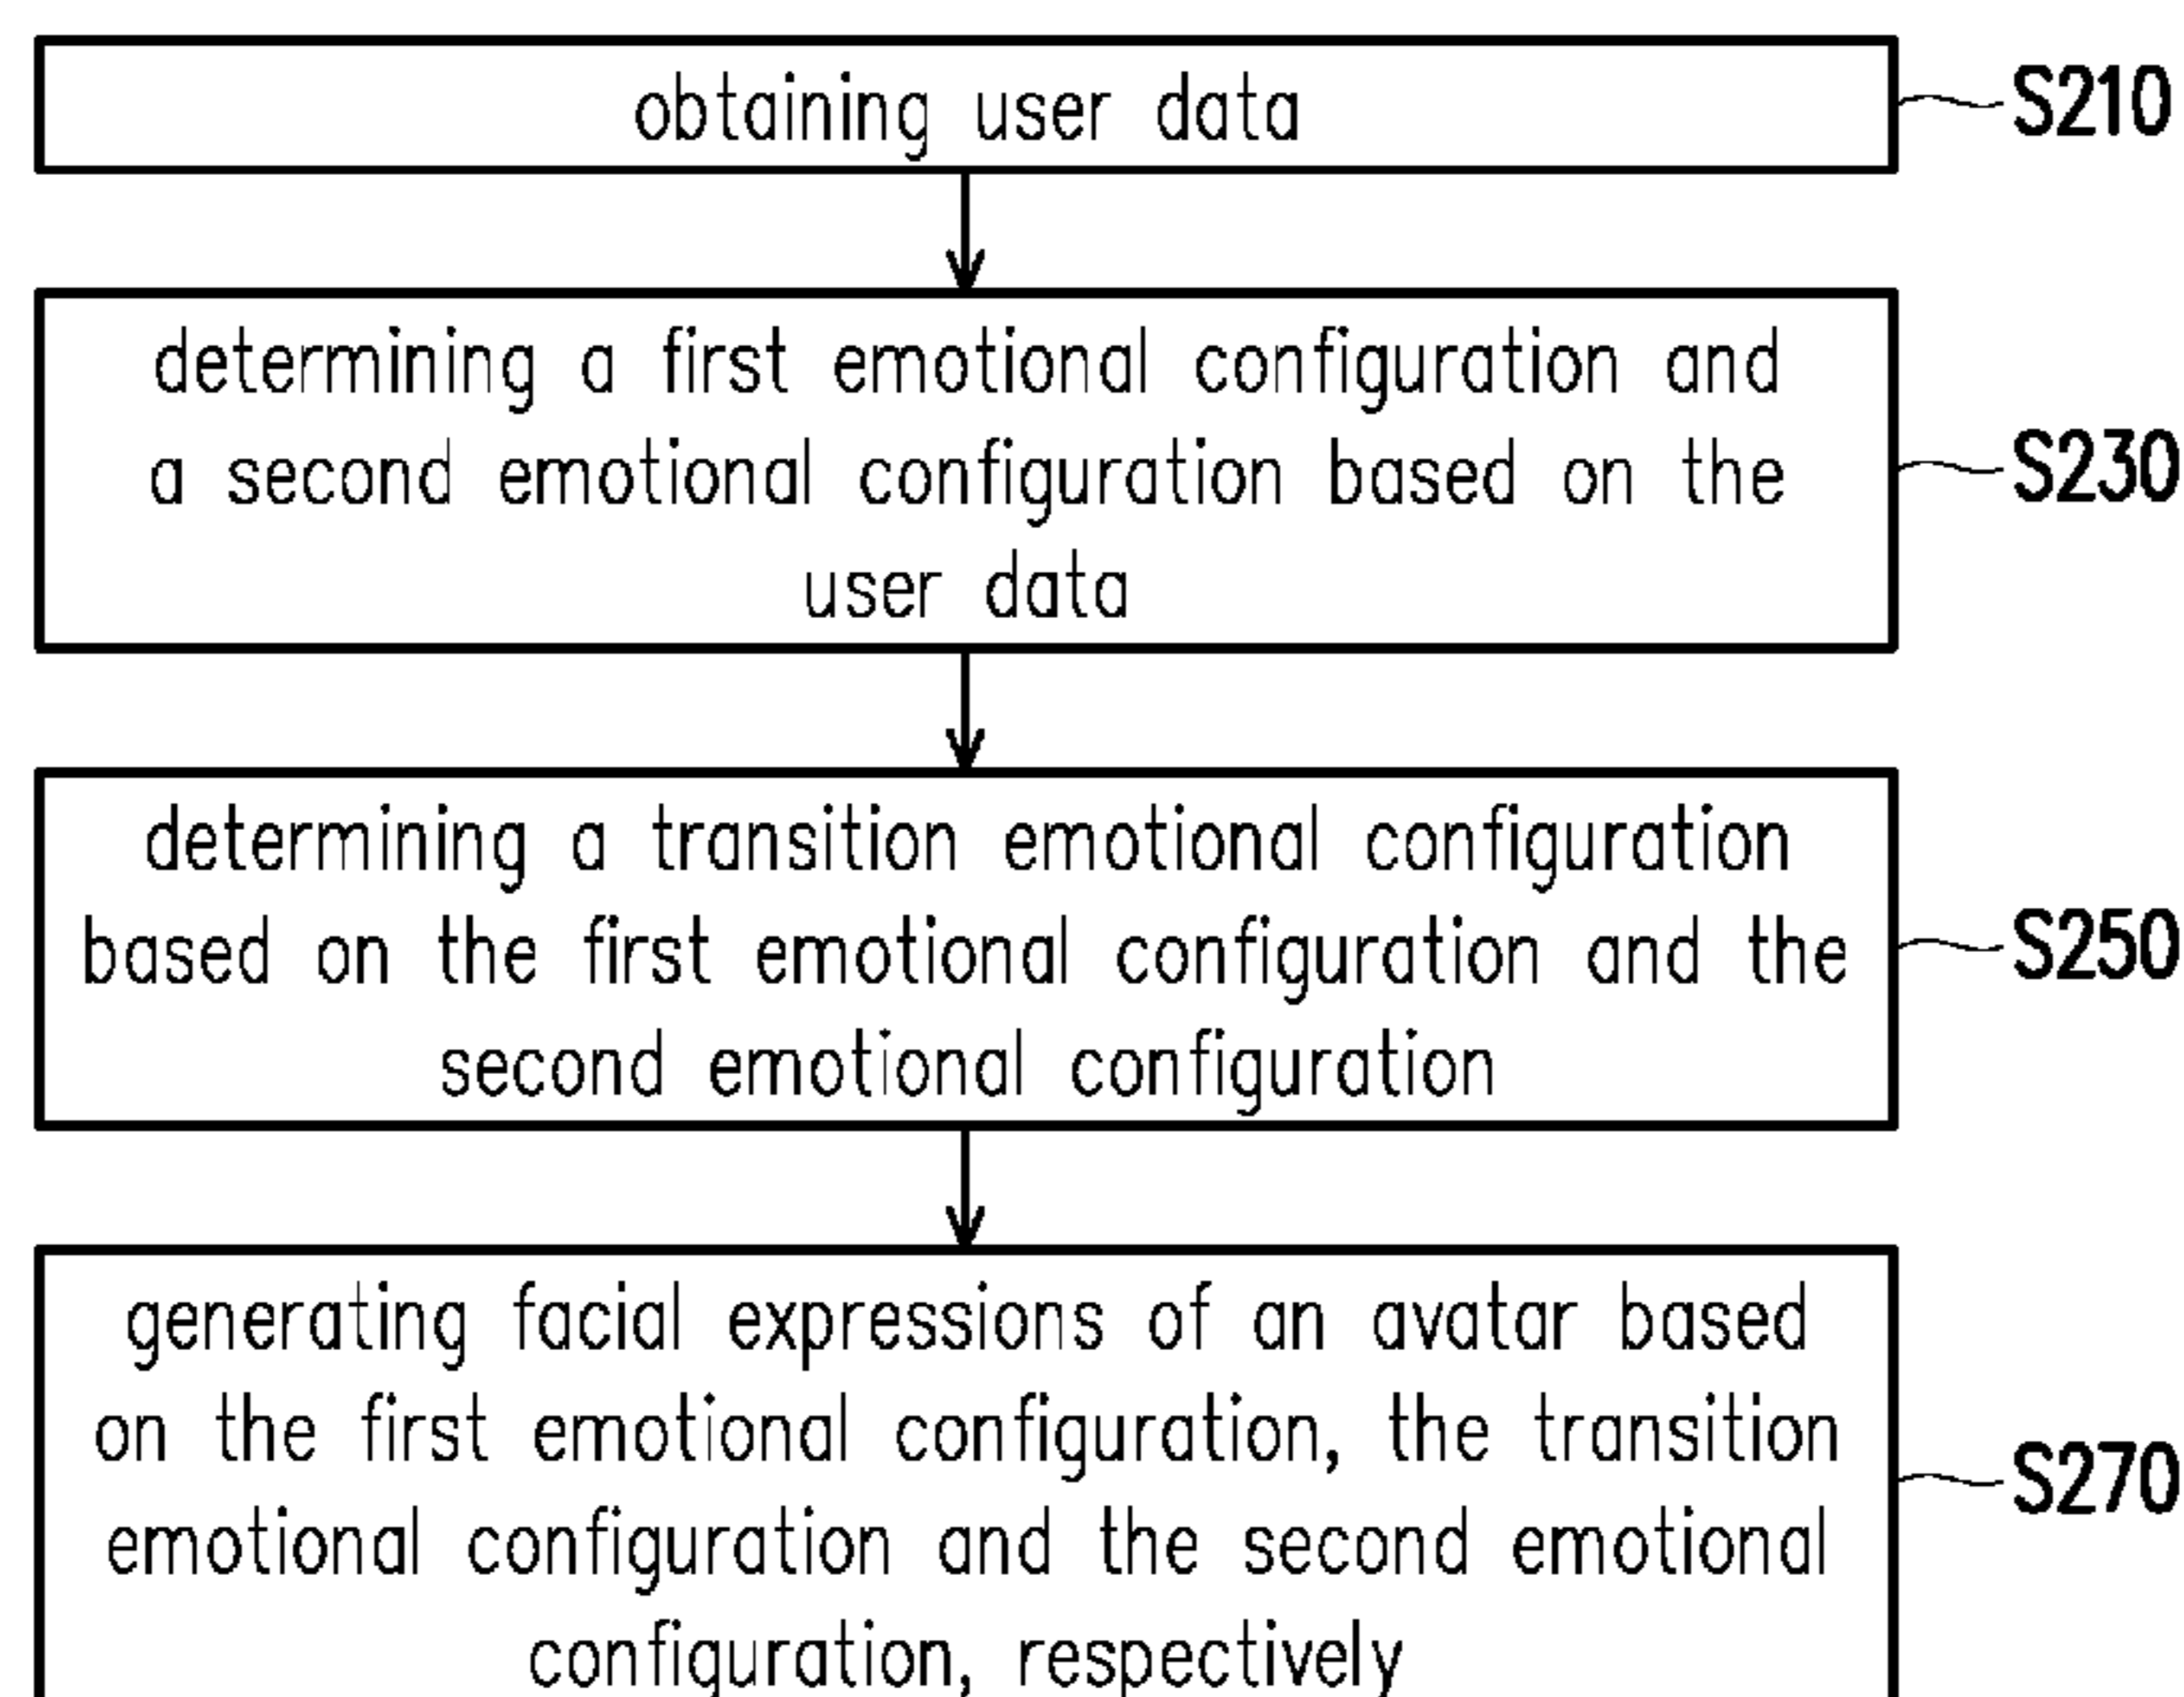 obtaining user data
S210
determining a first emotional configuration and
a second emotional configuration based on the
user data
S230
determining a transition emotional configuration
based on the first emotional configuration and the
second emotional configuration
S250
generating facial expressions of an avatar based
on the first emotional configuration, the transition
emotional configuration and the second emotional
configuration, respectively
S270